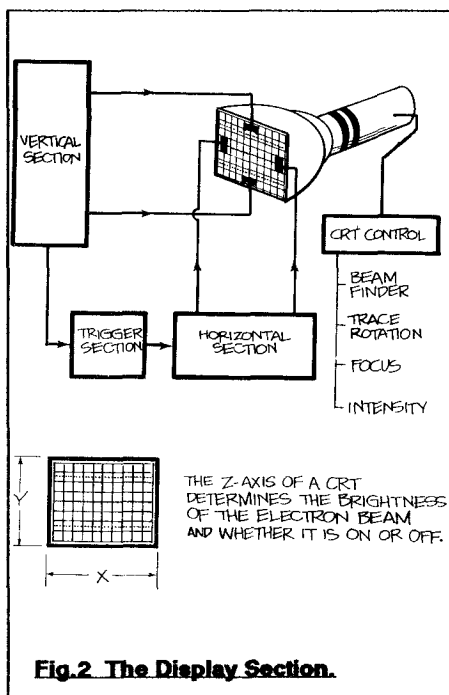 VERTICAL
SECTION
CRT CONTROL
BEAM
FINDER
TRACE
ROTATION
FOCUS
INTENSITY
TRIGGER
SECTION
HORIZONTAL
SECTION
Y
X
THE Z-AXIS OF A CRT
DETERMINES THE BRIGHTNESS
OF THE ELECTRON BEAM
AND WHETHER IT IS ON OR OFF.
Fig.2 The Display Section.